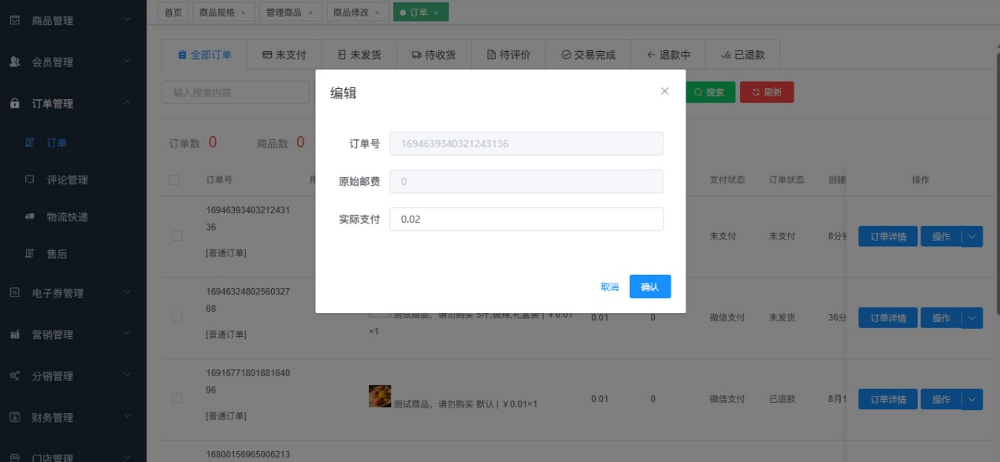 商品管理
会员管理
订单管理
订单
评论管理
物流快递
售后
电子券管理
营销管理
分销管理
财务管理
门店管理
首页 商品规格 × 管理商品 × 商品修改 × 订单 ×
全部订单 未支付 未发货 待收货 待评价 交易完成 退款中 已退款
输入搜索内容 搜索 刷新
订单数 : 0 商品数 : 0
订单号 支付状态 订单状态 创建 操作
编辑
订单号 1694639340321243136
原始邮费 0
实际支付 0.02
取消 确认
16946393403212431
36
[普通订单]
未支付 未支付 8分钟 订单详情 操作
16946324802560327
68
[普通订单]
测试商品，请勿购买 5斤,微辣,礼盒装 | ￥0.01
×1
0.01 0 微信支付 未发货 36分 订单详情 操作
16916771801881640
96
[普通订单]
测试商品，请勿购买 默认 | ￥0.01×1
0.01 0 微信支付 已退款 8月1 订单详情 操作
16800156965006213